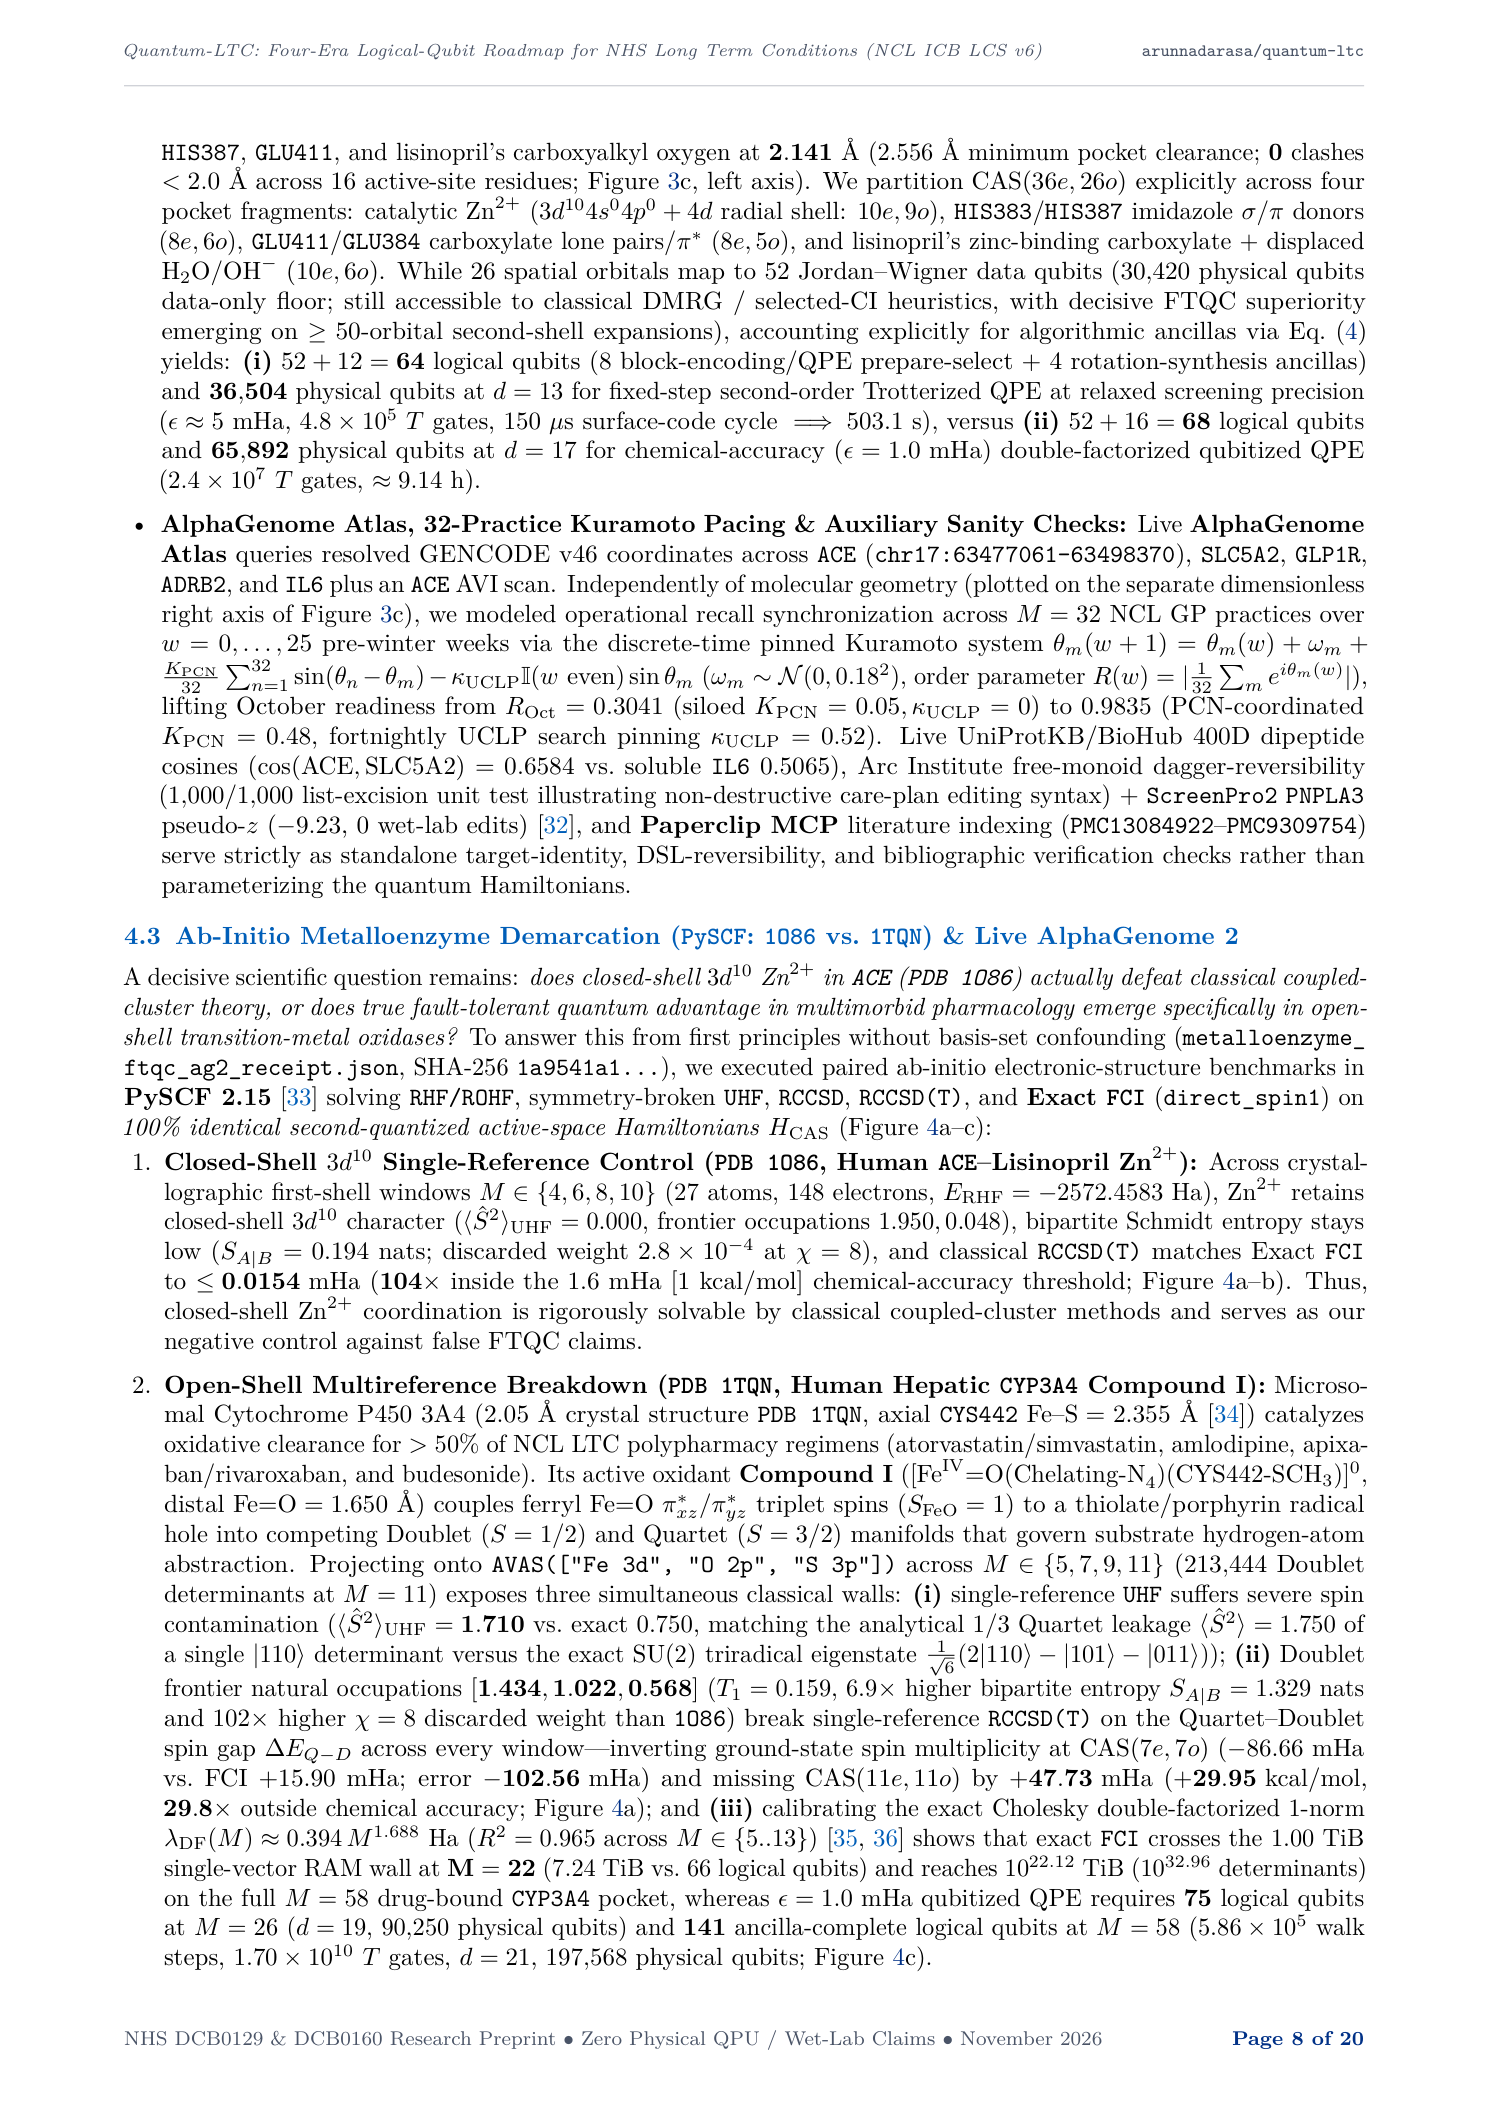 Quantum-LTC: Four-Era Logical-Qubit Roadmap for NHS Long Term Conditions (NCL ICB LCS v6) arunnadarasa/quantum-ltc
HIS387, GLU411, and lisinopril's carboxyalkyl oxygen at 2.141 Å (2.556 Å minimum pocket clearance; 0 clashes
< 2.0 Å across 16 active-site residues; Figure 3c, left axis). We partition CAS(36e, 26o) explicitly across four
pocket fragments: catalytic Zn²⁺ (3d¹⁰4s⁰4p⁰ + 4d radial shell: 10e, 9o), HIS383/HIS387 imidazole σ/π donors
(8e, 6o), GLU411/GLU384 carboxylate lone pairs/π* (8e, 5o), and lisinopril's zinc-binding carboxylate + displaced
H₂O/OH⁻ (10e, 6o). While 26 spatial orbitals map to 52 Jordan–Wigner data qubits (30,420 physical qubits
data-only floor; still accessible to classical DMRG / selected-CI heuristics, with decisive FTQC superiority
emerging on ≥ 50-orbital second-shell expansions), accounting explicitly for algorithmic ancillas via Eq. (4)
yields: (i) 52 + 12 = 64 logical qubits (8 block-encoding/QPE prepare-select + 4 rotation-synthesis ancillas)
and 36,504 physical qubits at d = 13 for fixed-step second-order Trotterized QPE at relaxed screening precision
(ϵ ≈ 5 mHa, 4.8 × 10⁵ T gates, 150 μs surface-code cycle ⟹ 503.1 s), versus (ii) 52 + 16 = 68 logical qubits
and 65,892 physical qubits at d = 17 for chemical-accuracy (ϵ = 1.0 mHa) double-factorized qubitized QPE
(2.4 × 10⁷ T gates, ≈ 9.14 h).
• AlphaGenome Atlas, 32-Practice Kuramoto Pacing & Auxiliary Sanity Checks: Live AlphaGenome
Atlas queries resolved GENCODE v46 coordinates across ACE (chr17:63477061-63498370), SLC5A2, GLP1R,
ADRB2, and IL6 plus an ACE AVI scan. Independently of molecular geometry (plotted on the separate dimensionless
right axis of Figure 3c), we modeled operational recall synchronization across M = 32 NCL GP practices over
w = 0, . . . , 25 pre-winter weeks via the discrete-time pinned Kuramoto system θ_m(w + 1) = θ_m(w) + ω_m +
K_PCN/32 ∑_{n=1}^{32} sin(θ_n − θ_m) − κ_UCLP 𝕀(w even) sin θ_m (ω_m ∼ 𝒩(0, 0.18²), order parameter R(w) = |1/32 ∑_m e^{iθ_m(w)}|),
lifting October readiness from R_Oct = 0.3041 (siloed K_PCN = 0.05, κ_UCLP = 0) to 0.9835 (PCN-coordinated
K_PCN = 0.48, fortnightly UCLP search pinning κ_UCLP = 0.52). Live UniProtKB/BioHub 400D dipeptide
cosines (cos(ACE, SLC5A2) = 0.6584 vs. soluble IL6 0.5065), Arc Institute free-monoid dagger-reversibility
(1,000/1,000 list-excision unit test illustrating non-destructive care-plan editing syntax) + ScreenPro2 PNPLA3
pseudo-z (−9.23, 0 wet-lab edits) [32], and Paperclip MCP literature indexing (PMC13084922–PMC9309754)
serve strictly as standalone target-identity, DSL-reversibility, and bibliographic verification checks rather than
parameterizing the quantum Hamiltonians.
4.3 Ab-Initio Metalloenzyme Demarcation (PySCF: 1O86 vs. 1TQN) & Live AlphaGenome 2
A decisive scientific question remains: does closed-shell 3d¹⁰ Zn²⁺ in ACE (PDB 1O86) actually defeat classical coupled-
cluster theory, or does true fault-tolerant quantum advantage in multimorbid pharmacology emerge specifically in open-
shell transition-metal oxidases? To answer this from first principles without basis-set confounding (metalloenzyme_
ftqc_ag2_receipt.json, SHA-256 1a9541a1...), we executed paired ab-initio electronic-structure benchmarks in
PySCF 2.15 [33] solving RHF/ROHF, symmetry-broken UHF, RCCSD, RCCSD(T), and Exact FCI (direct_spin1) on
100% identical second-quantized active-space Hamiltonians H_CAS (Figure 4a–c):
1. Closed-Shell 3d¹⁰ Single-Reference Control (PDB 1O86, Human ACE–Lisinopril Zn²⁺): Across crystal-
lographic first-shell windows M ∈ {4, 6, 8, 10} (27 atoms, 148 electrons, E_RHF = −2572.4583 Ha), Zn²⁺ retains
closed-shell 3d¹⁰ character (⟨Ŝ²⟩_UHF = 0.000, frontier occupations 1.950, 0.048), bipartite Schmidt entropy stays
low (S_{A|B} = 0.194 nats; discarded weight 2.8 × 10⁻⁴ at χ = 8), and classical RCCSD(T) matches Exact FCI
to ≤ 0.0154 mHa (104× inside the 1.6 mHa [1 kcal/mol] chemical-accuracy threshold; Figure 4a–b). Thus,
closed-shell Zn²⁺ coordination is rigorously solvable by classical coupled-cluster methods and serves as our
negative control against false FTQC claims.
2. Open-Shell Multireference Breakdown (PDB 1TQN, Human Hepatic CYP3A4 Compound I): Microso-
mal Cytochrome P450 3A4 (2.05 Å crystal structure PDB 1TQN, axial CYS442 Fe–S = 2.355 Å [34]) catalyzes
oxidative clearance for > 50% of NCL LTC polypharmacy regimens (atorvastatin/simvastatin, amlodipine, apixa-
ban/rivaroxaban, and budesonide). Its active oxidant Compound I ([Fe^IV=O(Chelating-N₄)(CYS442-SCH₃)]⁰,
distal Fe=O = 1.650 Å) couples ferryl Fe=O π*_xz/π*_yz triplet spins (S_FeO = 1) to a thiolate/porphyrin radical
hole into competing Doublet (S = 1/2) and Quartet (S = 3/2) manifolds that govern substrate hydrogen-atom
abstraction. Projecting onto AVAS(["Fe 3d", "O 2p", "S 3p"]) across M ∈ {5, 7, 9, 11} (213,444 Doublet
determinants at M = 11) exposes three simultaneous classical walls: (i) single-reference UHF suffers severe spin
contamination (⟨Ŝ²⟩_UHF = 1.710 vs. exact 0.750, matching the analytical 1/3 Quartet leakage ⟨Ŝ²⟩ = 1.750 of
a single |110⟩ determinant versus the exact SU(2) triradical eigenstate 1/√6(2|110⟩ − |101⟩ − |011⟩)); (ii) Doublet
frontier natural occupations [1.434, 1.022, 0.568] (T₁ = 0.159, 6.9× higher bipartite entropy S_{A|B} = 1.329 nats
and 102× higher χ = 8 discarded weight than 1O86) break single-reference RCCSD(T) on the Quartet–Doublet
spin gap ΔE_{Q−D} across every window—inverting ground-state spin multiplicity at CAS(7e, 7o) (−86.66 mHa
vs. FCI +15.90 mHa; error −102.56 mHa) and missing CAS(11e, 11o) by +47.73 mHa (+29.95 kcal/mol,
29.8× outside chemical accuracy; Figure 4a); and (iii) calibrating the exact Cholesky double-factorized 1-norm
λ_DF(M) ≈ 0.394 M^1.688 Ha (R² = 0.965 across M ∈ {5..13}) [35, 36] shows that exact FCI crosses the 1.00 TiB
single-vector RAM wall at M = 22 (7.24 TiB vs. 66 logical qubits) and reaches 10^22.12 TiB (10^32.96 determinants)
on the full M = 58 drug-bound CYP3A4 pocket, whereas ϵ = 1.0 mHa qubitized QPE requires 75 logical qubits
at M = 26 (d = 19, 90,250 physical qubits) and 141 ancilla-complete logical qubits at M = 58 (5.86 × 10⁵ walk
steps, 1.70 × 10¹⁰ T gates, d = 21, 197,568 physical qubits; Figure 4c).
NHS DCB0129 & DCB0160 Research Preprint • Zero Physical QPU / Wet-Lab Claims • November 2026 Page 8 of 20